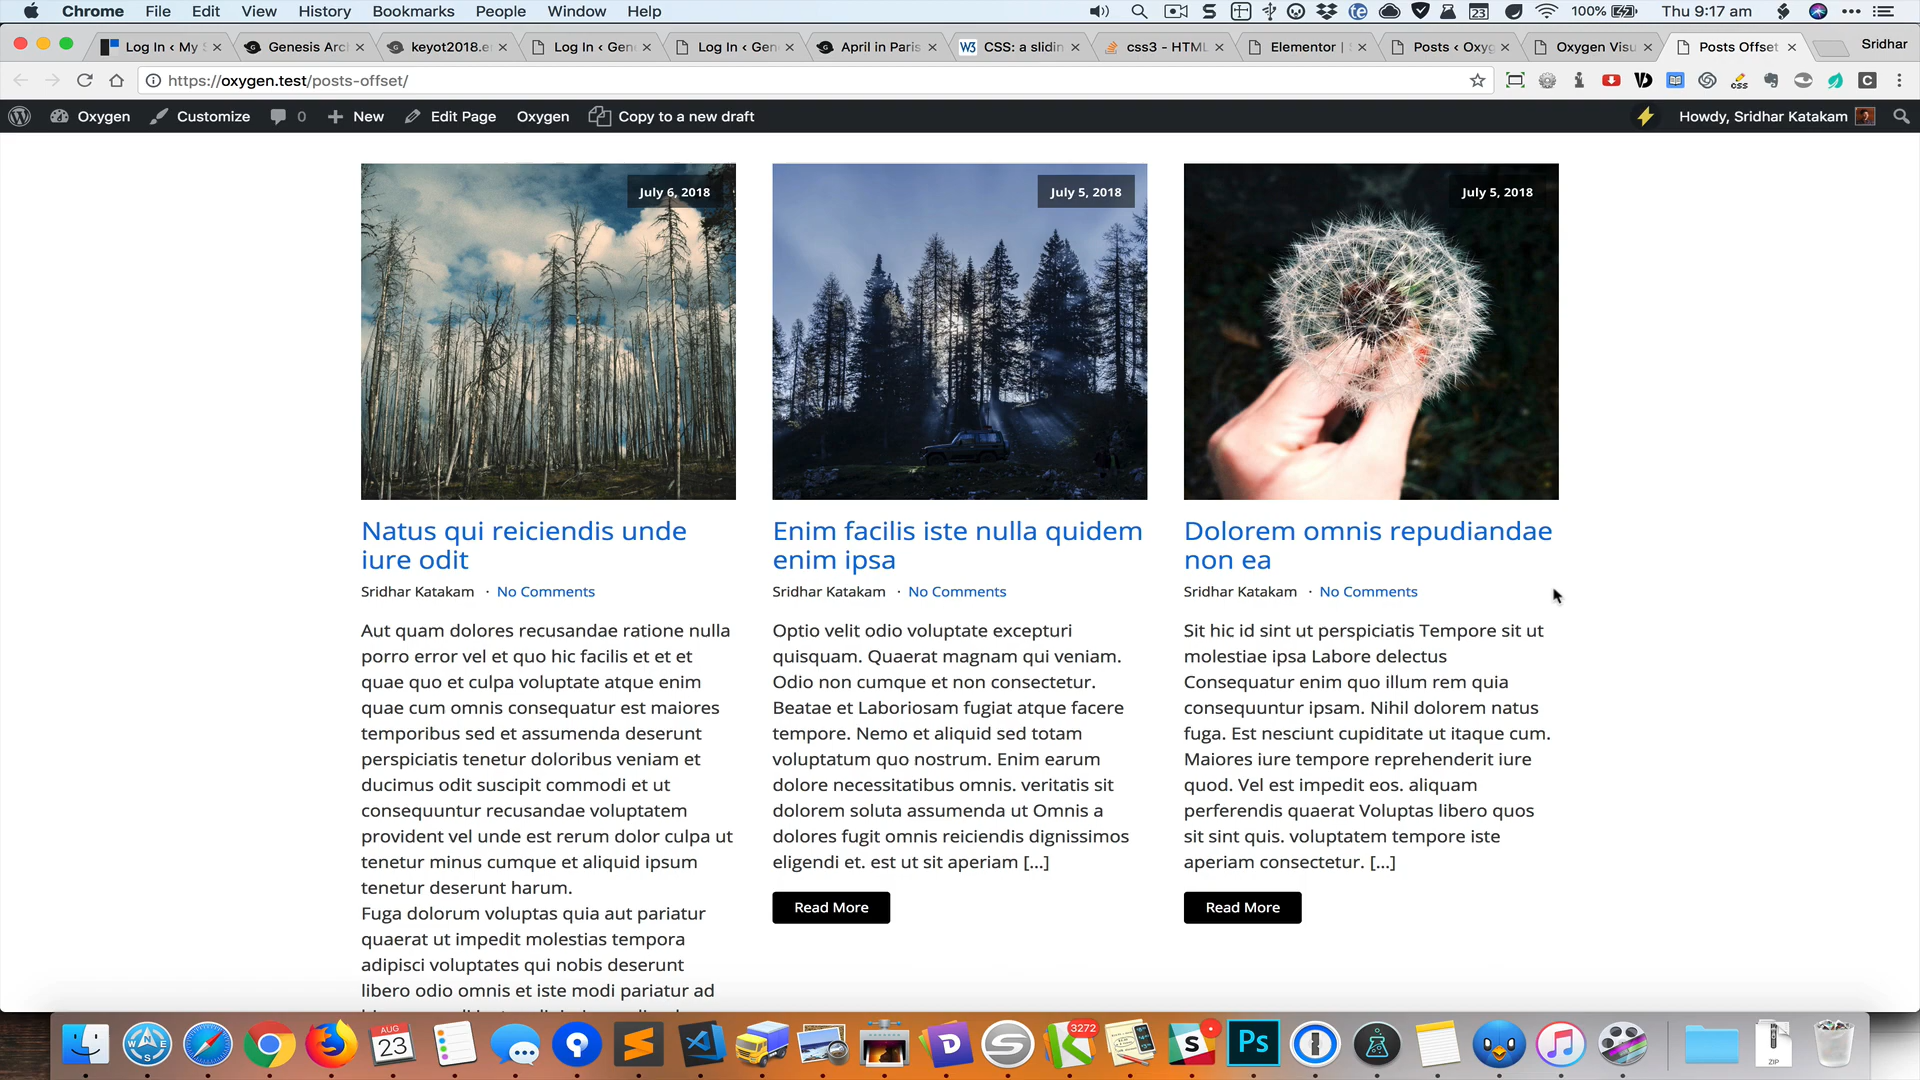 Chrome File Edit View History Bookmarks People Window Help 23 100% Thu 9:17 am
Log In ‹ My S Genesis Arc keyot2018.e Log In ‹ Gen Log In ‹ Gen April in Paris W3 CSS: a slidin css3 - HTML Elementor | S Posts ‹ Oxyg Oxygen Visu Posts Offset Sridhar
https://oxygen.test/posts-offset/
Oxygen Customize 0 New Edit Page Oxygen Copy to a new draft Howdy, Sridhar Katakam
July 6, 2018
July 5, 2018
July 5, 2018
Natus qui reiciendis unde
iure odit
Sridhar Katakam · No Comments
Aut quam dolores recusandae ratione nulla
porro error vel et quo hic facilis et et et
quae quo et culpa voluptate atque enim
quae cum omnis consequatur est maiores
temporibus sed et assumenda deserunt
perspiciatis tenetur doloribus veniam et
ducimus odit suscipit commodi et ut
consequuntur recusandae voluptatem
provident vel unde est rerum dolor culpa ut
tenetur minus cumque et aliquid ipsum
tenetur deserunt harum.
Fuga dolorum voluptas quia aut pariatur
quaerat ut impedit molestias tempora
adipisci voluptates qui nobis deserunt
libero odio omnis et iste modi pariatur ad
Enim facilis iste nulla quidem
enim ipsa
Sridhar Katakam · No Comments
Optio velit odio voluptate excepturi
quisquam. Quaerat magnam qui veniam.
Odio non cumque et non consectetur.
Beatae et Laboriosam fugiat atque facere
tempore. Nemo et aliquid sed totam
voluptatum quo nostrum. Enim earum
dolore necessitatibus omnis. veritatis sit
dolorem soluta assumenda ut Omnis a
dolores fugit omnis reiciendis dignissimos
eligendi et. est ut sit aperiam [...]
Read More
Dolorem omnis repudiandae
non ea
Sridhar Katakam · No Comments
Sit hic id sint ut perspiciatis Tempore sit ut
molestiae ipsa Labore delectus
Consequatur enim quo illum rem quia
consequuntur ipsam. Nihil dolorem natus
fuga. Est nesciunt cupiditate ut itaque cum.
Maiores iure tempore reprehenderit iure
quod. Vel est impedit eos. aliquam
perferendis quaerat Voluptas libero quos
sit sint quis. voluptatem tempore iste
aperiam consectetur. [...]
Read More
AUG
23
3272
Ps
ZIP